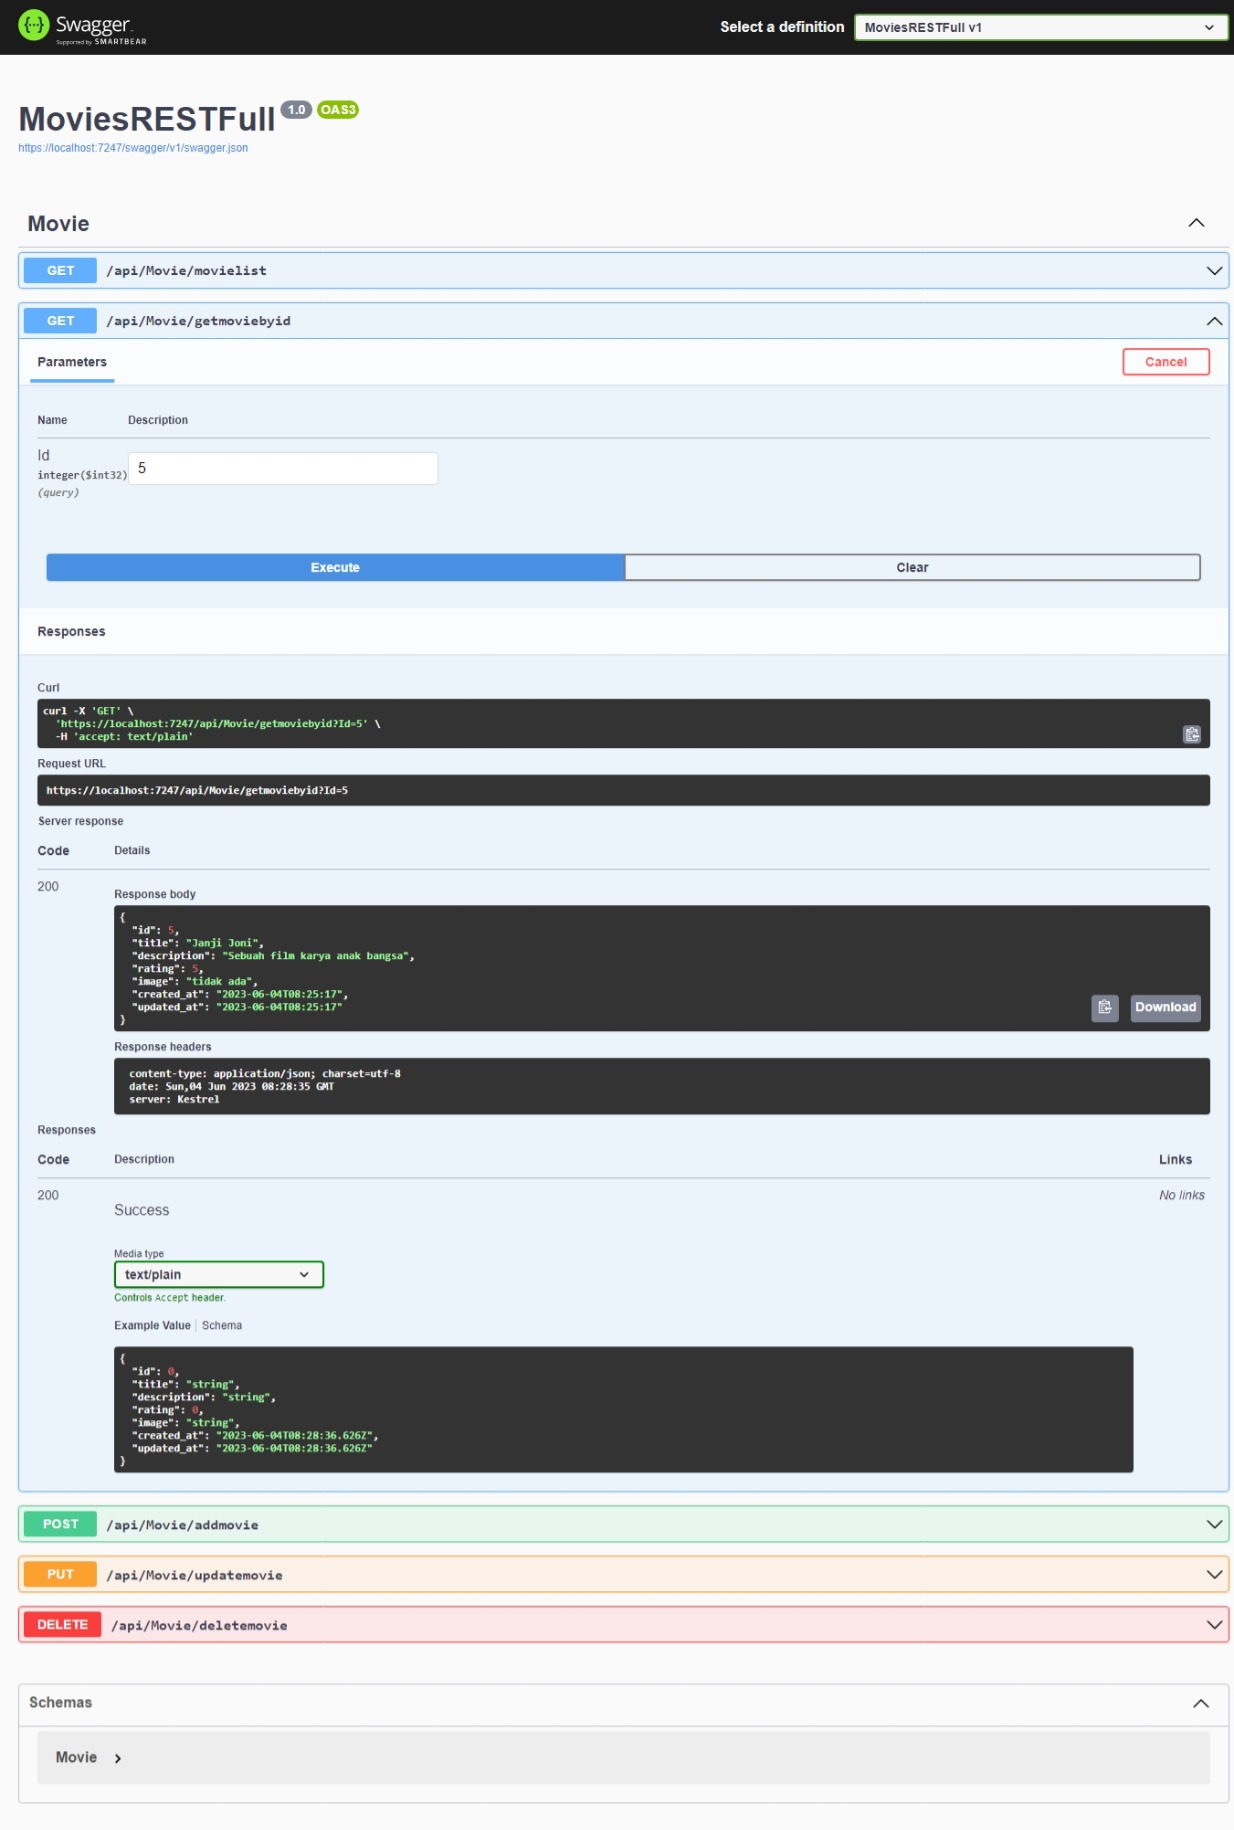 Swagger.
Supported by SMARTBEAR
Select a definition
MoviesRESTFull v1
MoviesRESTFull 1.0 OAS3
https://localhost:7247/swagger/v1/swagger.json
Movie
GET /api/Movie/movielist
GET /api/Movie/getmoviebyid
Parameters
Cancel
Name Description
Id
integer($int32)
(query)
5
Execute
Clear
Responses
Curl
curl -X 'GET' \
'https://localhost:7247/api/Movie/getmoviebyid?Id=5' \
-H 'accept: text/plain'
Request URL
https://localhost:7247/api/Movie/getmoviebyid?Id=5
Server response
Code Details
200
Response body
{
"id": 5,
"title": "Janji Joni",
"description": "Sebuah film karya anak bangsa",
"rating": 5,
"image": "tidak ada",
"created_at": "2023-06-04T08:25:17",
"updated_at": "2023-06-04T08:25:17"
}
Download
Response headers
content-type: application/json; charset=utf-8
date: Sun,04 Jun 2023 08:28:35 GMT
server: Kestrel
Responses
Code Description Links
200
Success
No links
Media type
text/plain
Controls Accept header.
Example Value | Schema
{
"id": 0,
"title": "string",
"description": "string",
"rating": 0,
"image": "string",
"created_at": "2023-06-04T08:28:36.626Z",
"updated_at": "2023-06-04T08:28:36.626Z"
}
POST /api/Movie/addmovie
PUT /api/Movie/updatemovie
DELETE /api/Movie/deletemovie
Schemas
Movie